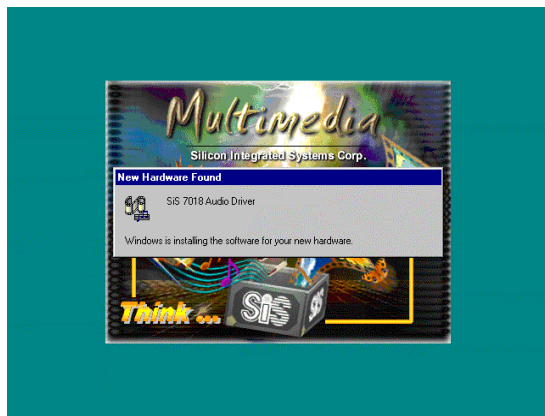 Multimedia
Silicon Integrated Systems Corp.
New Hardware Found
SiS 7018 Audio Driver
Windows is installing the software for your new hardware.
Think ... SiS SiS